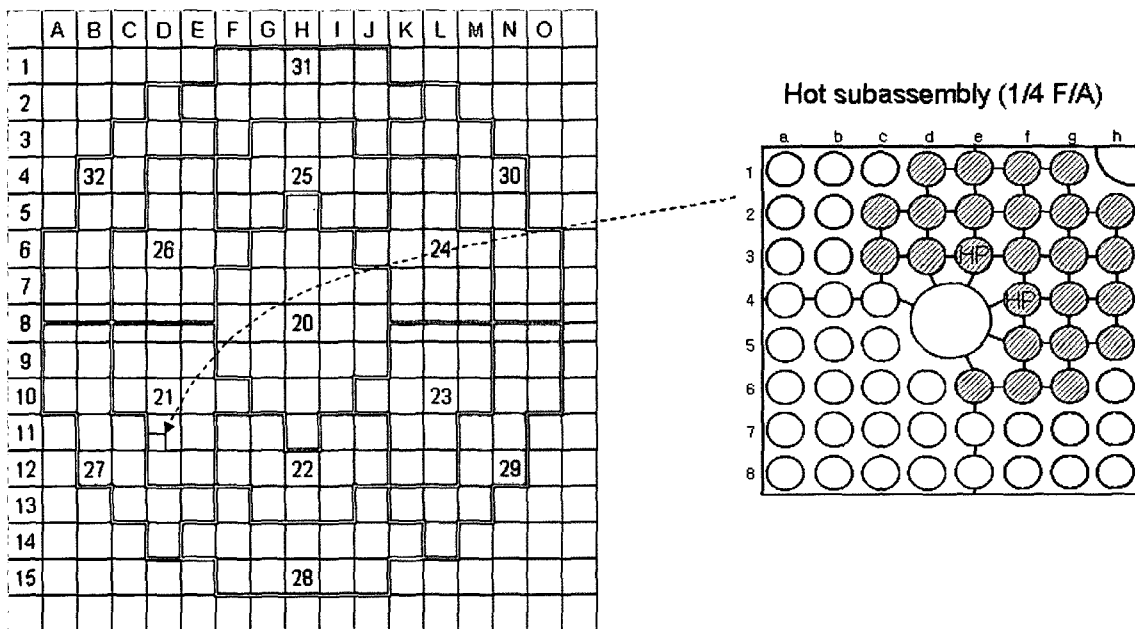 A B C D E F G H I J K L M N O
1 31
2
3
4 32 25 30
5
6 26 24
7
8 20
9
10 21 23
11
12 27 22 29
13
14
15 28
Hot subassembly (1/4 F/A)
a b c d e f g h
1
2
3 HP
4 HP
5
6
7
8